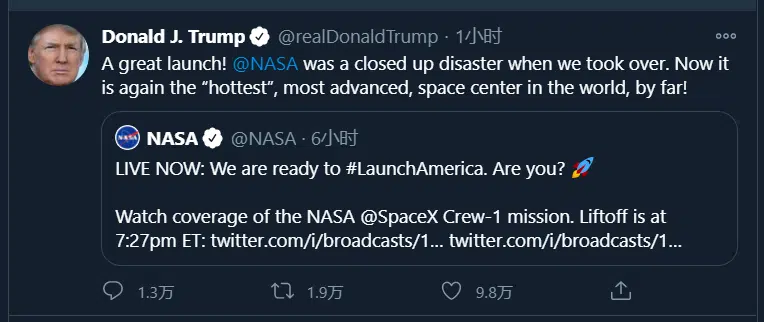 Donald J. Trump @realDonaldTrump · 1小时
A great launch! @NASA was a closed up disaster when we took over. Now it
is again the “hottest”, most advanced, space center in the world, by far!
NASA NASA @NASA · 6小时
LIVE NOW: We are ready to #LaunchAmerica. Are you? 🚀
Watch coverage of the NASA @SpaceX Crew-1 mission. Liftoff is at
7:27pm ET: twitter.com/i/broadcasts/1... twitter.com/i/broadcasts/1...
1.3万 1.9万 9.8万